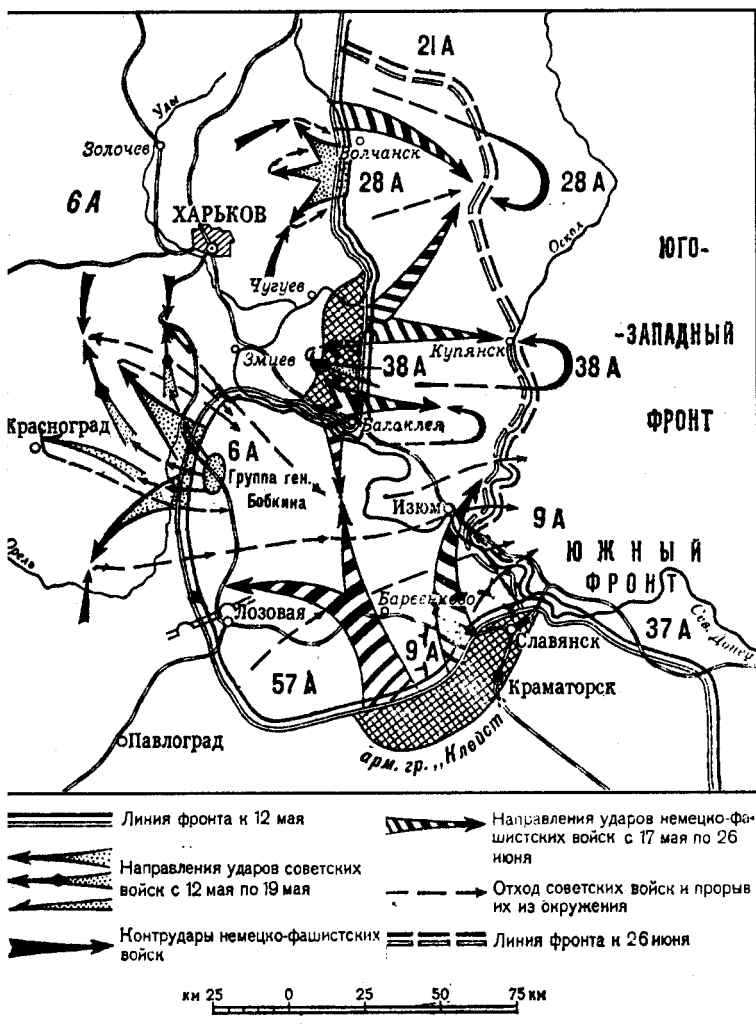 21 А
Уды
Золочев
Волчанск
6 А
28 А
28 А
ХАРЬКОВ
Оскол
ЮГО-
Чугуев
-ЗАПАДНЫЙ
Змиев
38 А
Купянск
38 А
Красноград
Балаклея
ФРОНТ
6 А
Группа ген.
Бобкина
Изюм
9 А
Орель
ЮЖНЫЙ
ФРОНТ
Лозовая
Барвенково
Сев. Донец
37 А
Славянск
9 А
57 А
Краматорск
Павлоград
арм. гр. „Клейст
Линия фронта к 12 мая
Направления ударов советских
войск с 12 мая по 19 мая
Контрудары немецко-фашистских
войск
Направления ударов немецко-фа-
шистских войск с 17 мая по 26
июня
Отход советских войск и прорыв
их из окружения
Линия фронта к 26 июня
км 25 0 25 50 75 км